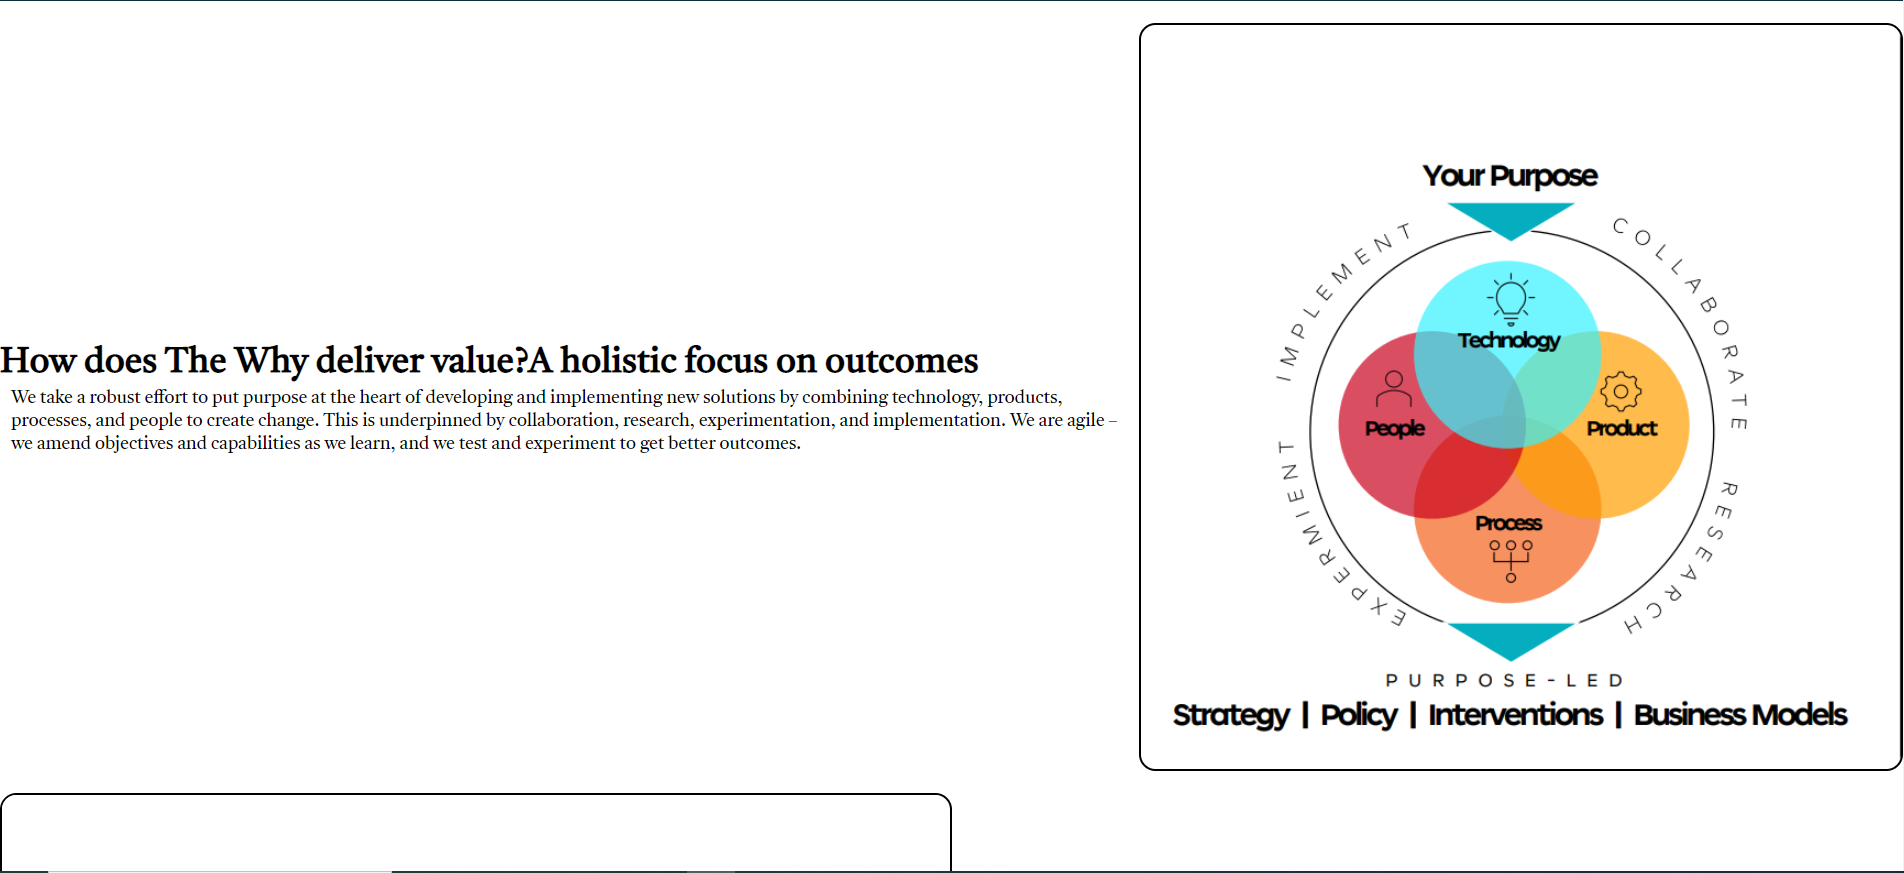 How does The Why deliver value?A holistic focus on outcomes
We take a robust effort to put purpose at the heart of developing and implementing new solutions by combining technology, products,
processes, and people to create change. This is underpinned by collaboration, research, experimentation, and implementation. We are agile –
we amend objectives and capabilities as we learn, and we test and experiment to get better outcomes.
Your Purpose
IMPLEMENT
COLLABORATE
Technology
People
Product
Process
EXPERMIENT
RESEARCH
PURPOSE-LED
Strategy | Policy | Interventions | Business Models